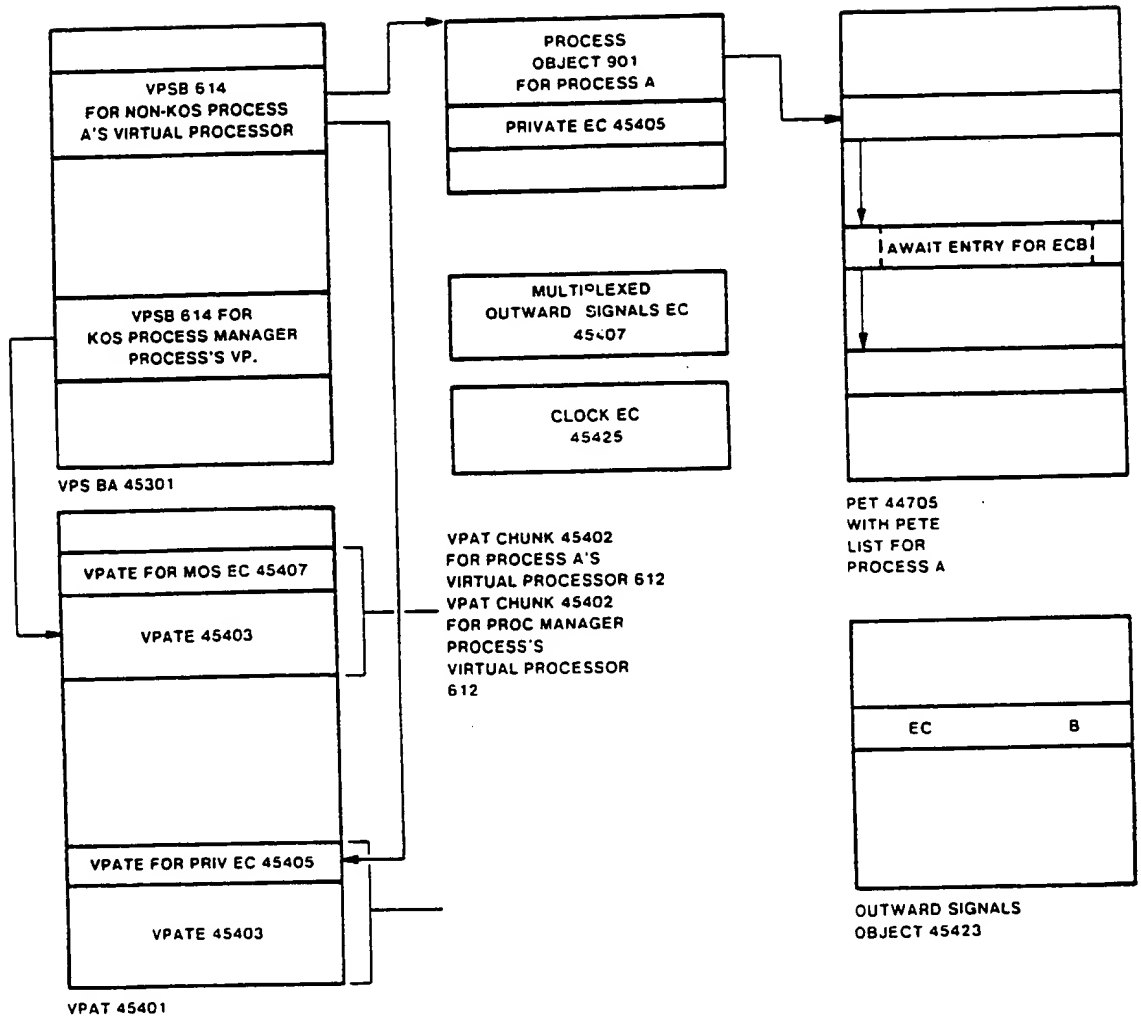 VPSB 614
FOR NON-KOS PROCESS
A'S VIRTUAL PROCESSOR
VPSB 614 FOR
KOS PROCESS MANAGER
PROCESS'S VP.
VPS BA 45301
PROCESS
OBJECT 901
FOR PROCESS A
PRIVATE EC 45405
MULTIPLEXED
OUTWARD SIGNALS EC
45407
CLOCK EC
45425
AWAIT ENTRY FOR ECB
PET 44705
WITH PETE
LIST FOR
PROCESS A
VPATE FOR MOS EC 45407
VPATE 45403
VPATE FOR PRIV EC 45405
VPATE 45403
VPAT 45401
VPAT CHUNK 45402
FOR PROCESS A'S
VIRTUAL PROCESSOR 612
VPAT CHUNK 45402
FOR PROC MANAGER
PROCESS'S
VIRTUAL PROCESSOR
612
EC B
OUTWARD SIGNALS
OBJECT 45423